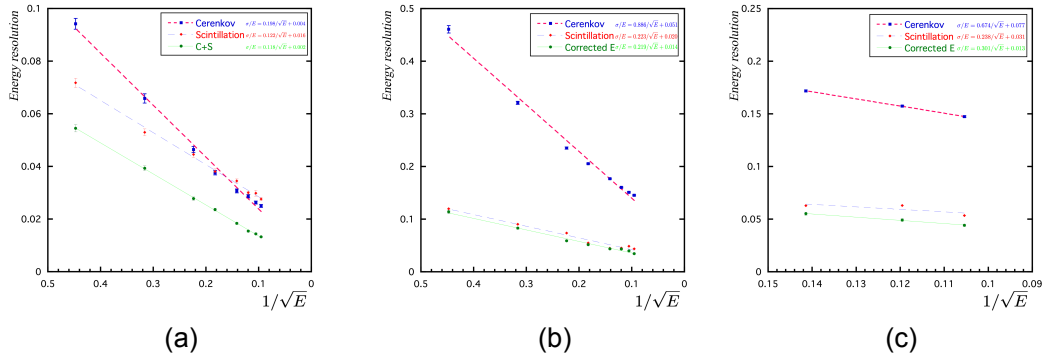 Energy resolution
0.1
0.08
0.06
0.04
0.02
0
0.5 0.4 0.3 0.2 0.1 0
1/√E
Cerenkov σ/E = 0.198/√E + 0.004
Scintillation σ/E = 0.122/√E + 0.016
C+S σ/E = 0.118/√E + 0.002
(a)
Energy resolution
0.5
0.4
0.3
0.2
0.1
0
0.5 0.4 0.3 0.2 0.1 0
1/√E
Cerenkov σ/E = 0.886/√E + 0.051
Scintillation σ/E = 0.223/√E + 0.020
Corrected E σ/E = 0.219/√E + 0.014
(b)
Energy resolution
0.25
0.2
0.15
0.1
0.05
0
0.15 0.14 0.13 0.12 0.11 0.1 0.09
1/√E
Cerenkov σ/E = 0.674/√E + 0.077
Scintillation σ/E = 0.238/√E + 0.031
Corrected E σ/E = 0.301/√E + 0.013
(c)